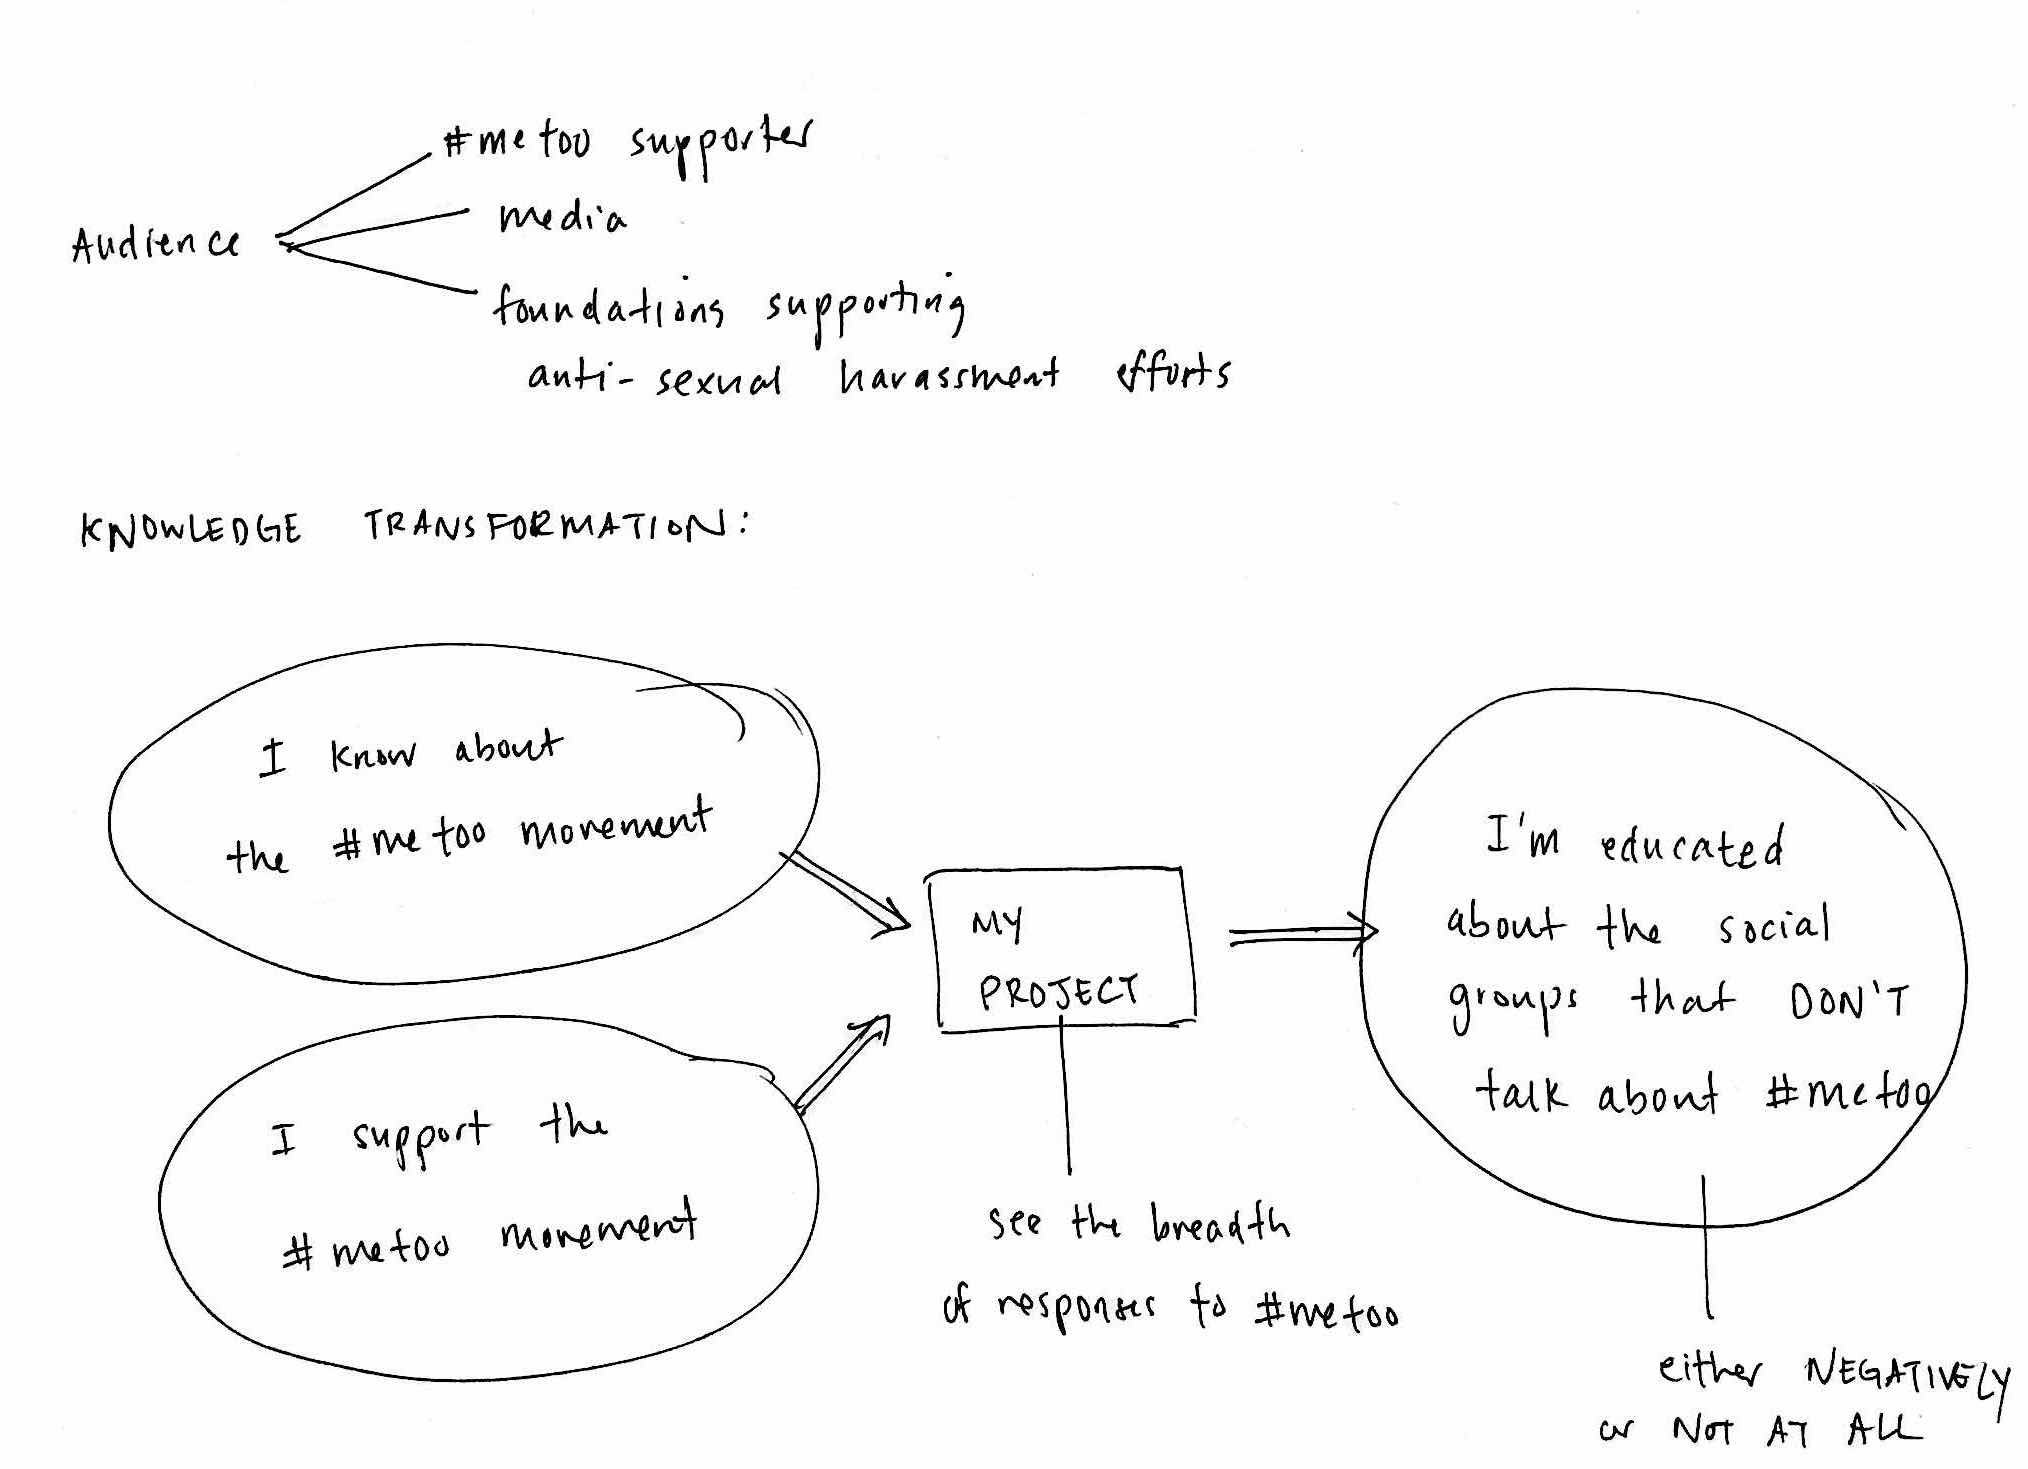 #metoo supporter
Audience
media
foundations supporting
anti-sexual harassment efforts
KNOWLEDGE TRANSFORMATION:
I know about
the #metoo movement
I support the
#metoo movement
MY
PROJECT
see the breadth
of responses to #metoo
I'm educated
about the social
groups that DON'T
talk about #metoo
either NEGATIVELY
or NOT AT ALL